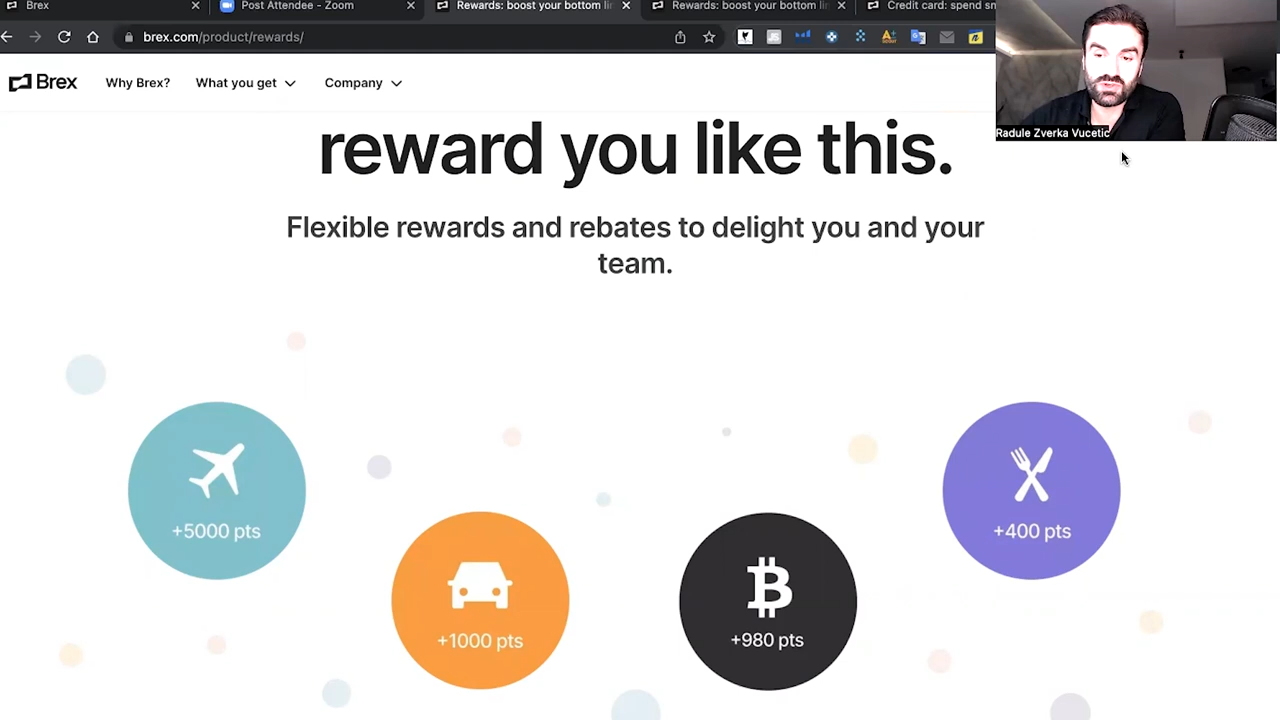 Brex
Post Attendee - Zoom
Rewards: boost your bottom li
Rewards: boost your bottom li
Credit card: spend sm
brex.com/product/rewards/
Brex
Why Brex?
What you get
Company
Radule Zverka Vucetic
reward you like this.
Flexible rewards and rebates to delight you and your
team.
+5000 pts
+400 pts
+1000 pts
+980 pts